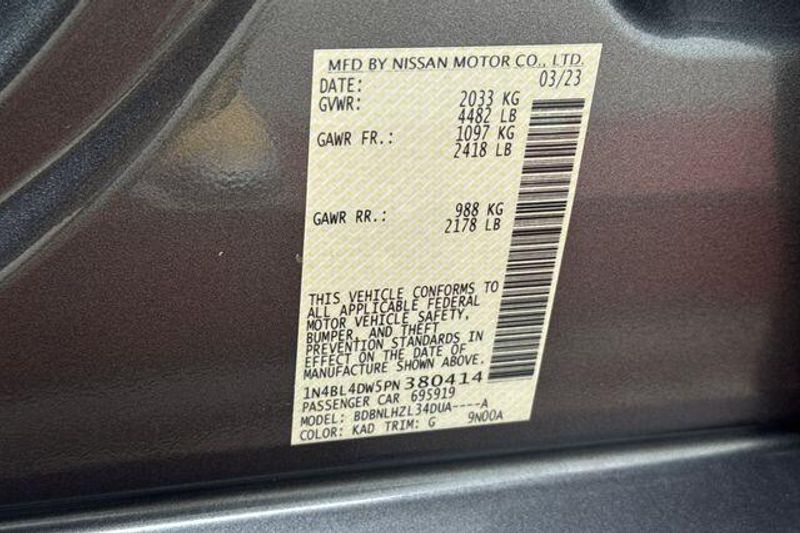 MFD BY NISSAN MOTOR CO., LTD.
DATE: 03/23
GVWR: 2033 KG
4482 LB
GAWR FR.: 1097 KG
2418 LB
GAWR RR.: 988 KG
2178 LB
THIS VEHICLE CONFORMS TO
ALL APPLICABLE FEDERAL
MOTOR VEHICLE SAFETY,
BUMPER, AND THEFT
PREVENTION STANDARDS IN
EFFECT ON THE DATE OF
MANUFACTURE SHOWN ABOVE.
1N4BL4DW5PN380414
PASSENGER CAR 695919
MODEL: BDBNLHZL34DUA----A
COLOR: KAD TRIM: G 9N00A